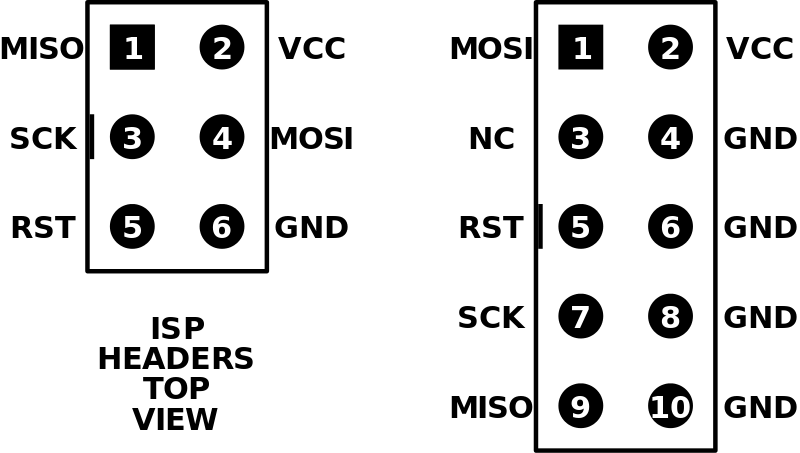 MISO 1 2 VCC
SCK 3 4 MOSI
RST 5 6 GND
ISP
HEADERS
TOP
VIEW
MOSI 1 2 VCC
NC 3 4 GND
RST 5 6 GND
SCK 7 8 GND
MISO 9 10 GND